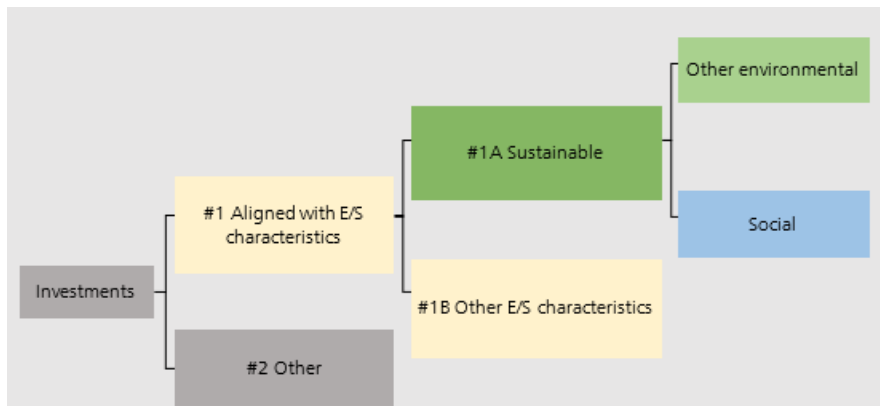 Other environmental
#1A Sustainable
#1 Aligned with E/S
characteristics
Social
Investments
#1B Other E/S characteristics
#2 Other